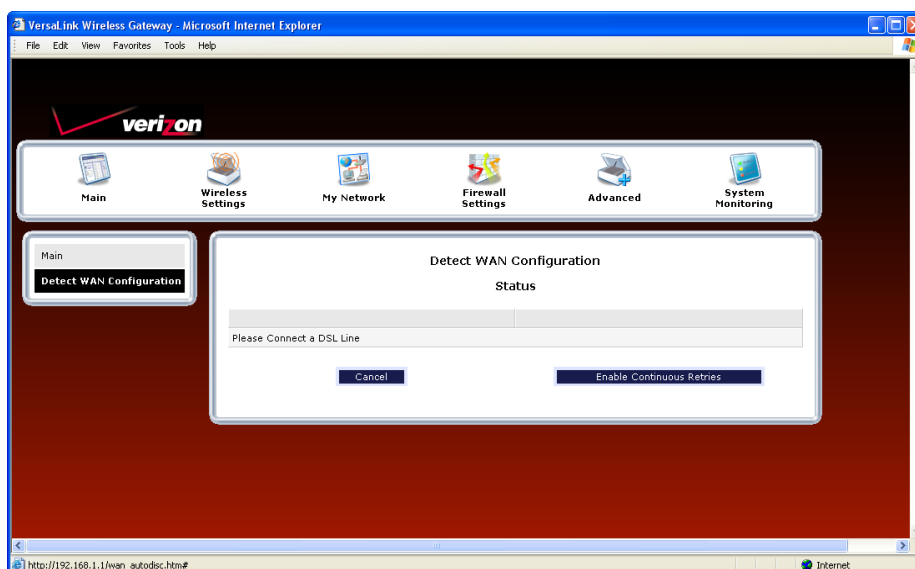 VersaLink Wireless Gateway - Microsoft Internet Explorer
File Edit View Favorites Tools Help
verizon
Main
Wireless Settings
My Network
Firewall Settings
Advanced
System Monitoring
Main
Detect WAN Configuration
Detect WAN Configuration
Status
Please Connect a DSL Line
Cancel
Enable Continuous Retries
http://192.168.1.1/wan_autodisc.htm#
Internet